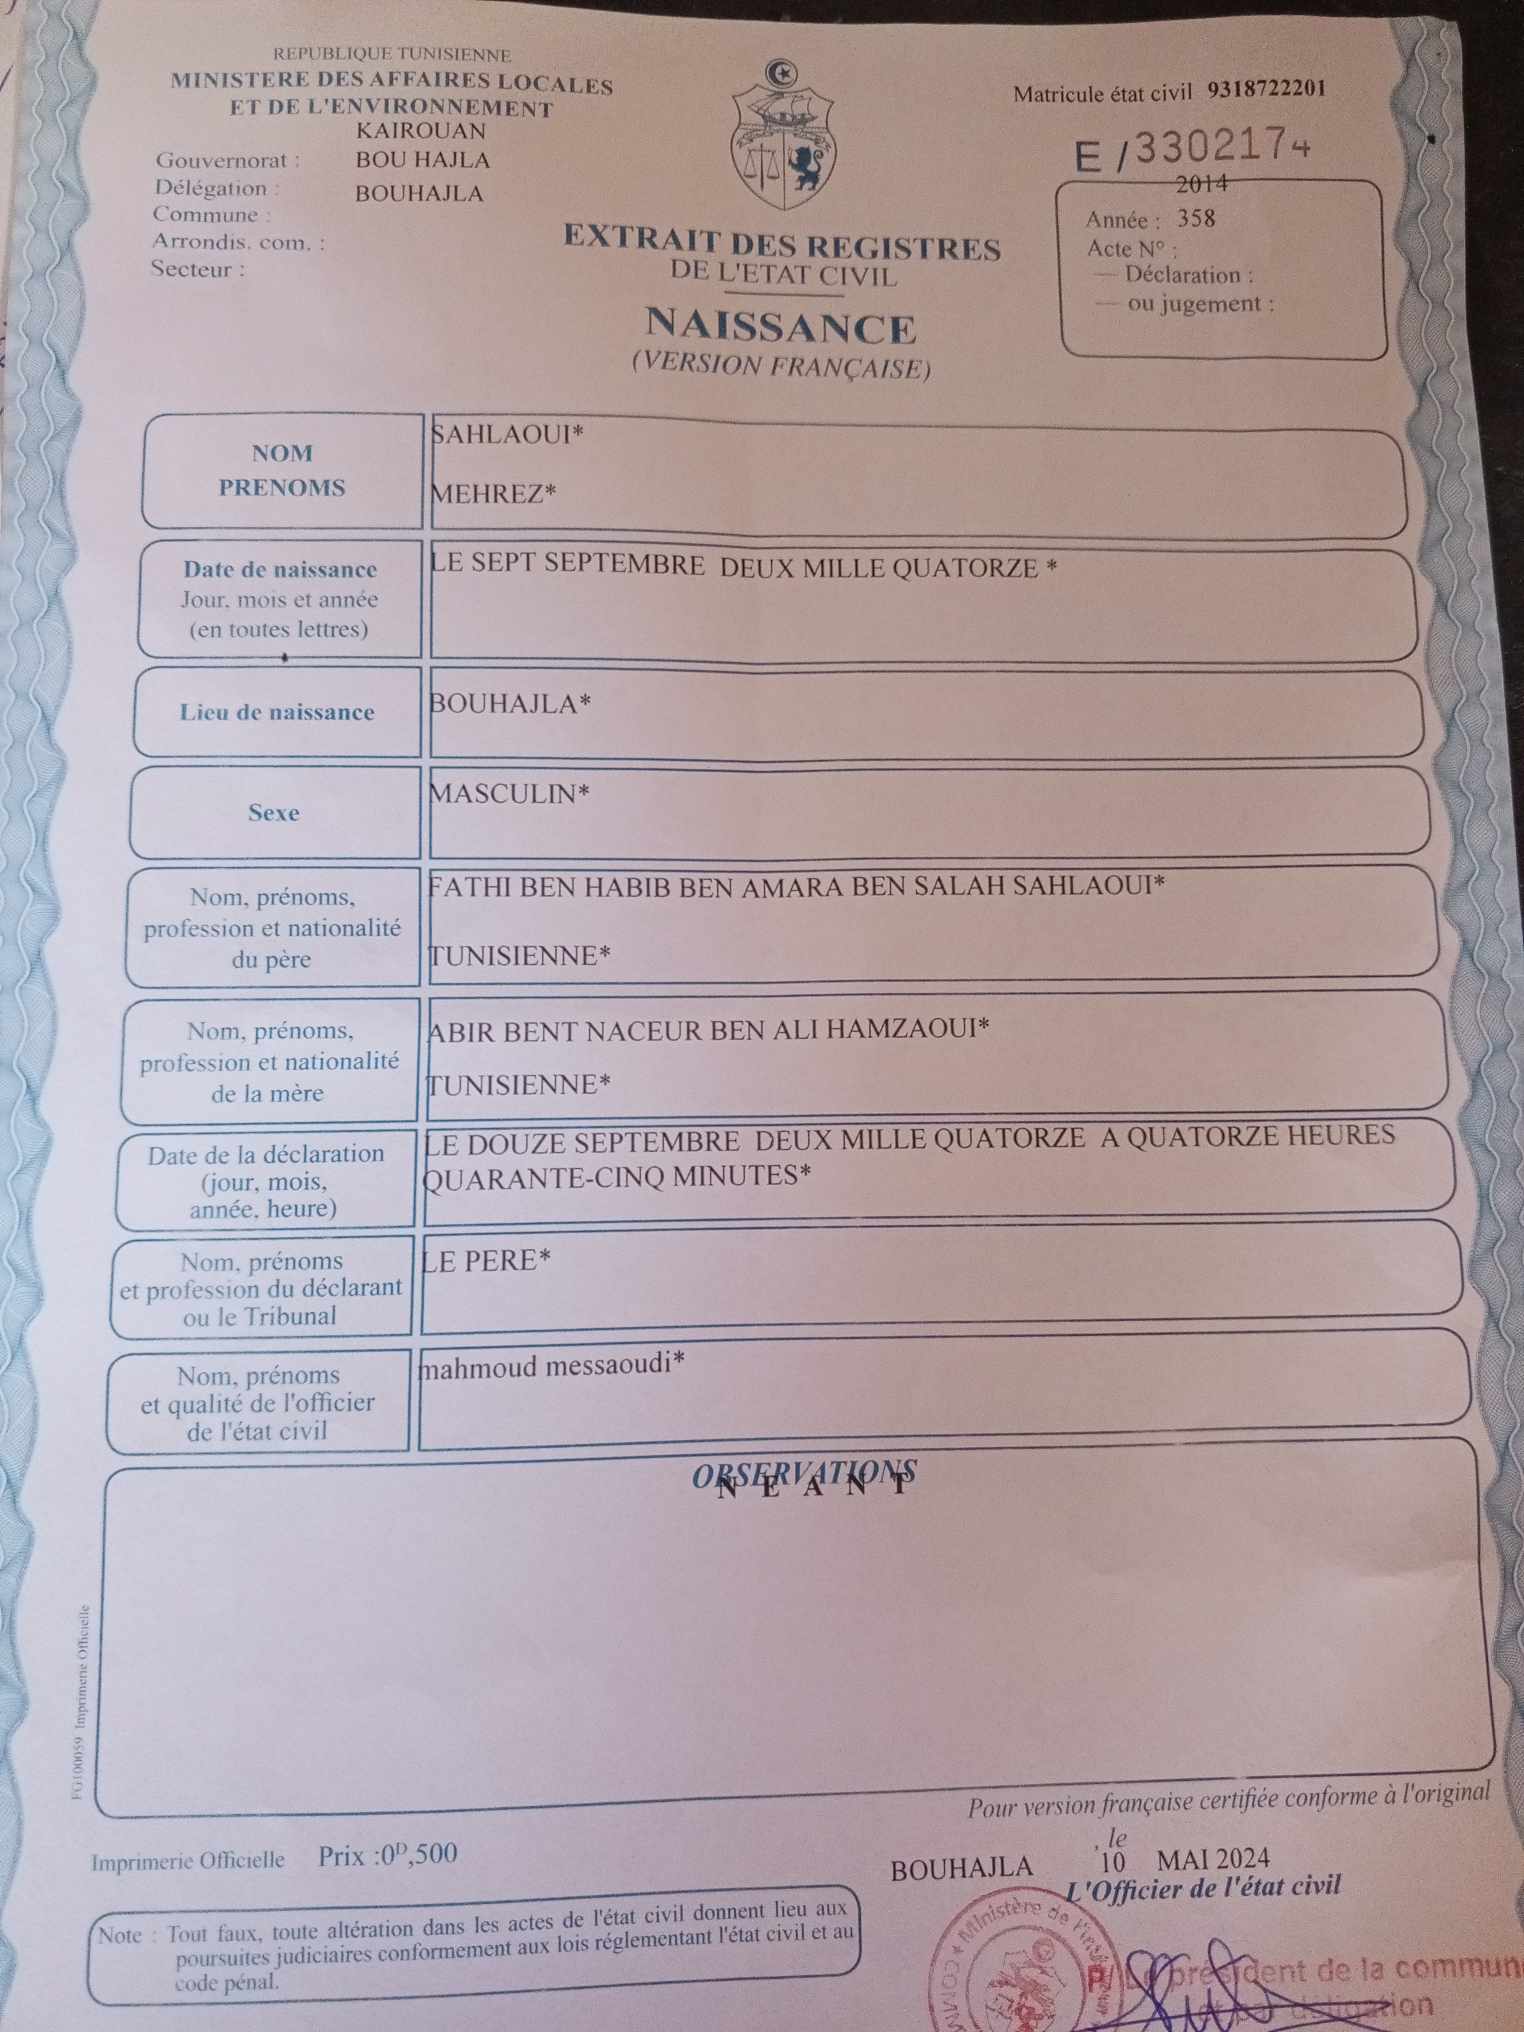 REPUBLIQUE TUNISIENNE
MINISTERE DES AFFAIRES LOCALES
ET DE L'ENVIRONNEMENT
KAIROUAN
Gouvernorat : BOU HAJLA
Délégation : BOUHAJLA
Commune :
Arrondis. com. :
Secteur :
Matricule état civil 9318722201
E / 3302174
2014
Année : 358
Acte N° :
— Déclaration :
— ou jugement :
EXTRAIT DES REGISTRES
DE L'ETAT CIVIL
NAISSANCE
(VERSION FRANÇAISE)
NOM
PRENOMS
SAHLAOUI*
MEHREZ*
Date de naissance
Jour, mois et année
(en toutes lettres)
LE SEPT SEPTEMBRE DEUX MILLE QUATORZE *
Lieu de naissance
BOUHAJLA*
Sexe
MASCULIN*
Nom, prénoms,
profession et nationalité
du père
FATHI BEN HABIB BEN AMARA BEN SALAH SAHLAOUI*
TUNISIENNE*
Nom, prénoms,
profession et nationalité
de la mère
ABIR BENT NACEUR BEN ALI HAMZAOUI*
TUNISIENNE*
Date de la déclaration
(jour, mois,
année, heure)
LE DOUZE SEPTEMBRE DEUX MILLE QUATORZE A QUATORZE HEURES
QUARANTE-CINQ MINUTES*
Nom, prénoms
et profession du déclarant
ou le Tribunal
LE PERE*
Nom, prénoms
et qualité de l'officier
de l'état civil
mahmoud messaoudi*
OBSERVATIONS
N E A N T
FG100059 Imprimerie Officielle
Pour version française certifiée conforme à l'original
Imprimerie Officielle Prix :0D,500
, le
BOUHAJLA 10 MAI 2024
L'Officier de l'état civil
Note : Tout faux, toute altération dans les actes de l'état civil donnent lieu aux
poursuites judiciaires conformement aux lois réglementant l'état civil et au
code pénal.
Ministère de l'intérieur
P/ Le président de la commun
et par délégation